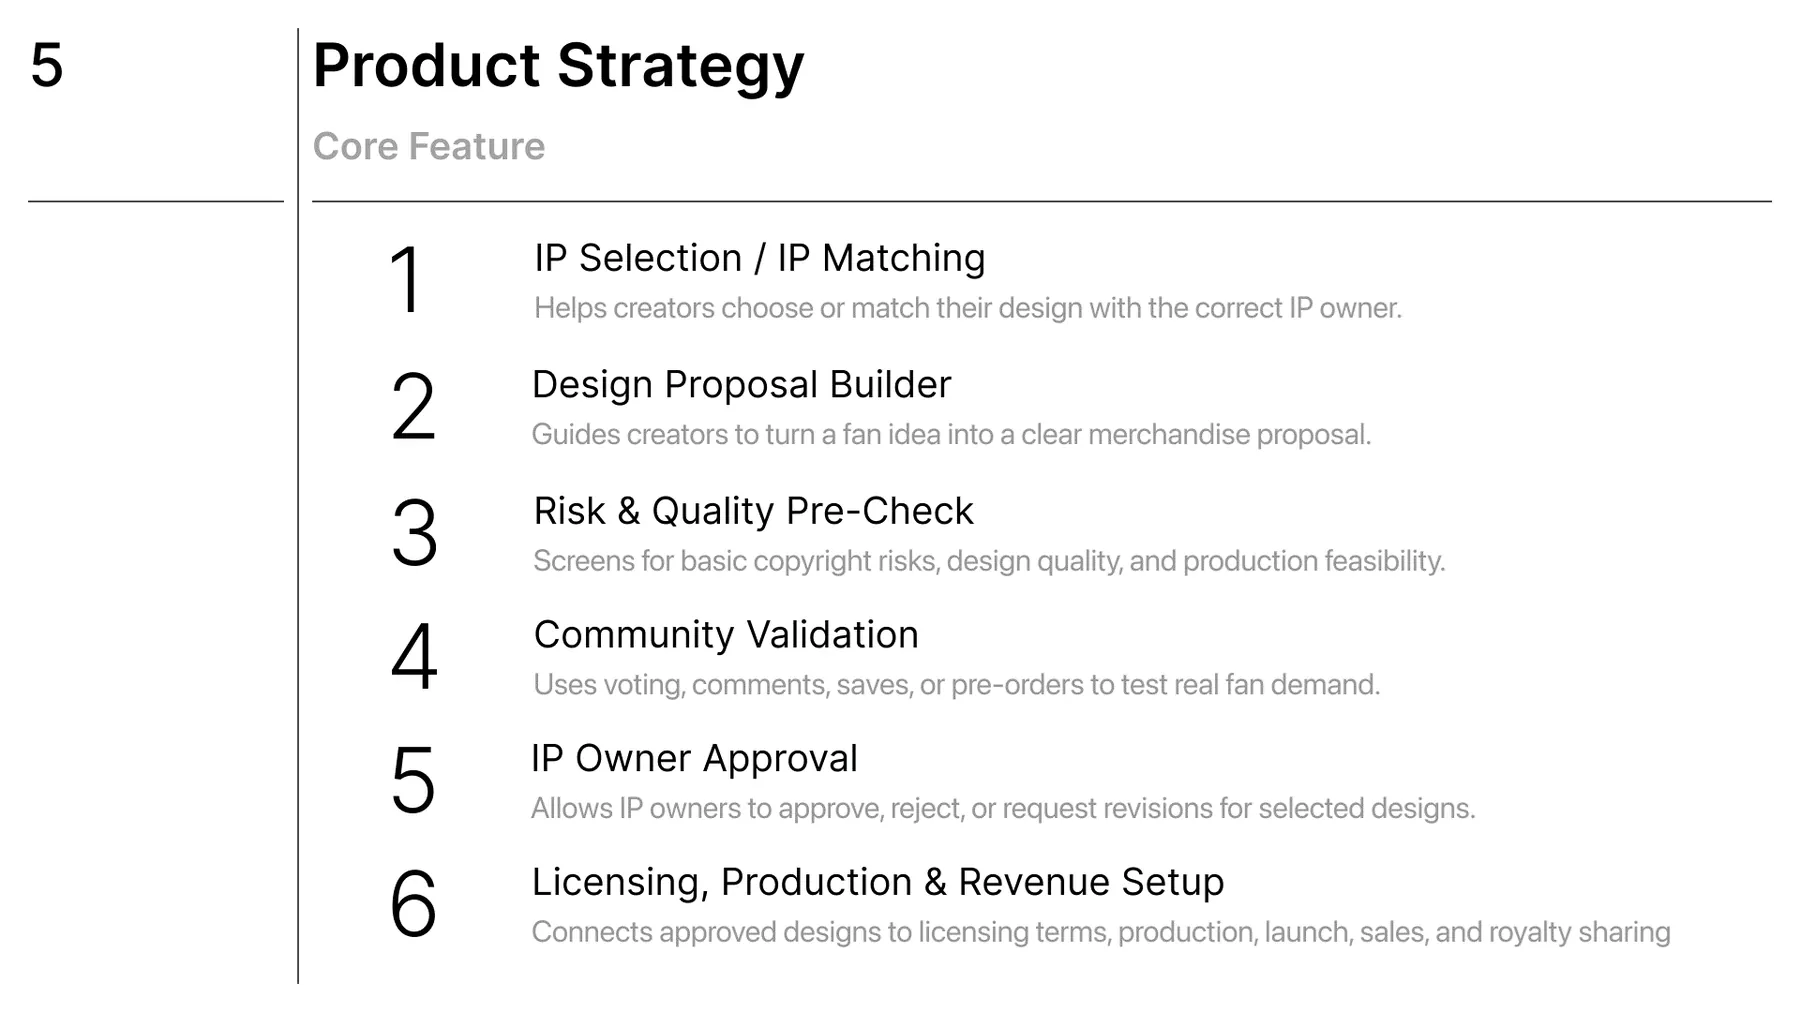 5
Product Strategy
Core Feature
1
IP Selection / IP Matching
Helps creators choose or match their design with the correct IP owner.
2
Design Proposal Builder
Guides creators to turn a fan idea into a clear merchandise proposal.
3
Risk & Quality Pre-Check
Screens for basic copyright risks, design quality, and production feasibility.
4
Community Validation
Uses voting, comments, saves, or pre-orders to test real fan demand.
5
IP Owner Approval
Allows IP owners to approve, reject, or request revisions for selected designs.
6
Licensing, Production & Revenue Setup
Connects approved designs to licensing terms, production, launch, sales, and royalty sharing